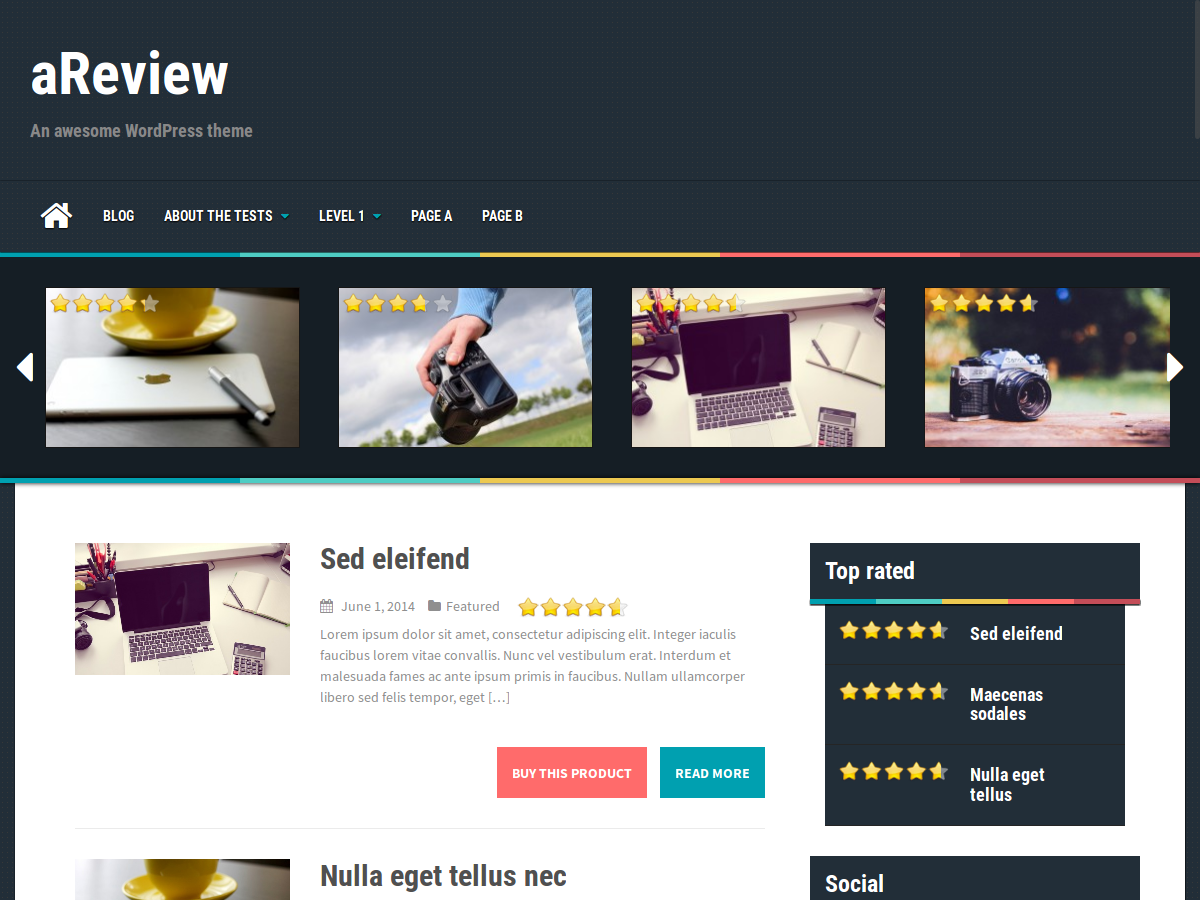 aReview
An awesome WordPress theme
BLOG
ABOUT THE TESTS
LEVEL 1
PAGE A
PAGE B
Sed eleifend
June 1, 2014 Featured
Lorem ipsum dolor sit amet, consectetur adipiscing elit. Integer iaculis
faucibus lorem vitae convallis. Nunc vel vestibulum erat. Interdum et
malesuada fames ac ante ipsum primis in faucibus. Nullam ullamcorper
libero sed felis tempor, eget […]
BUY THIS PRODUCT
READ MORE
Nulla eget tellus nec
Top rated
Sed eleifend
Maecenas
sodales
Nulla eget
tellus
Social